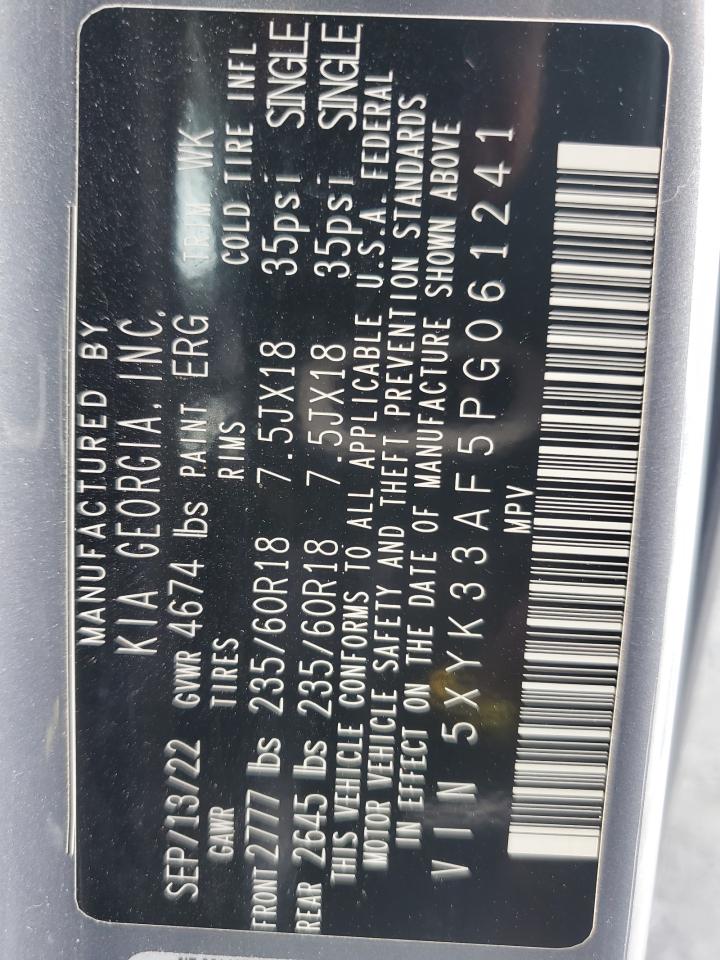 MANUFACTURED BY
KIA GEORGIA, INC.
SEP/13/22 GVWR 4674 lbs PAINT ERG TRIM WK
GAWR TIRES RIMS COLD TIRE INFL
FRONT 2777 lbs 235/60R18 7.5JX18 35psi SINGLE
REAR 2645 lbs 235/60R18 7.5JX18 35psi SINGLE
THIS VEHICLE CONFORMS TO ALL APPLICABLE U.S.A. FEDERAL
MOTOR VEHICLE SAFETY AND THEFT PREVENTION STANDARDS
IN EFFECT ON THE DATE OF MANUFACTURE SHOWN ABOVE
VIN 5XYK33AF5PG061241
MPV